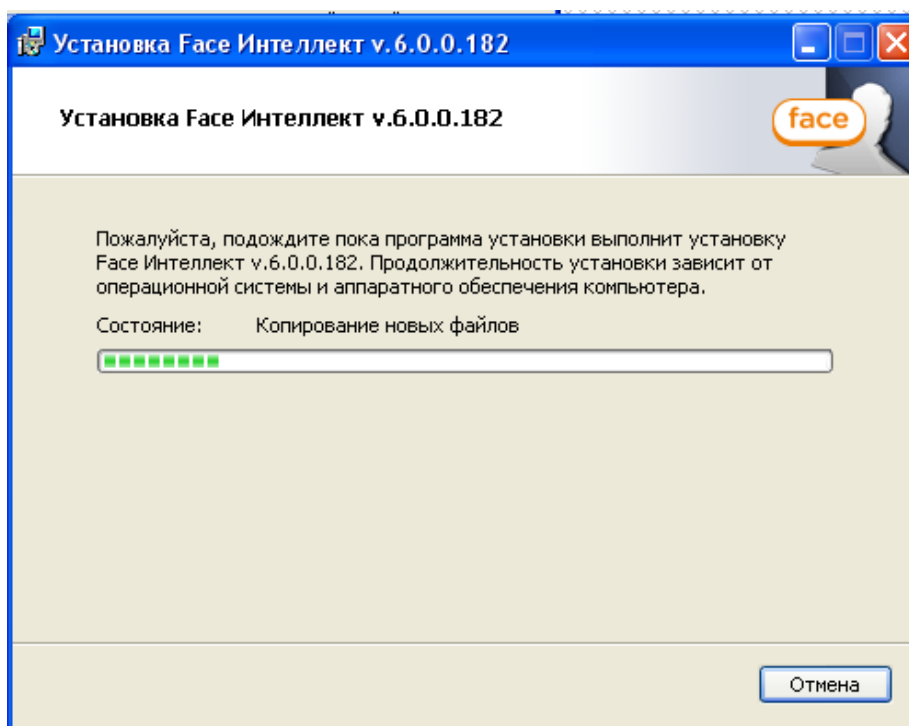 Установка Face Интеллект v.6.0.0.182
Установка Face Интеллект v.6.0.0.182
face
Пожалуйста, подождите пока программа установки выполнит установку
Face Интеллект v.6.0.0.182. Продолжительность установки зависит от
операционной системы и аппаратного обеспечения компьютера.
Состояние: Копирование новых файлов
Отмена